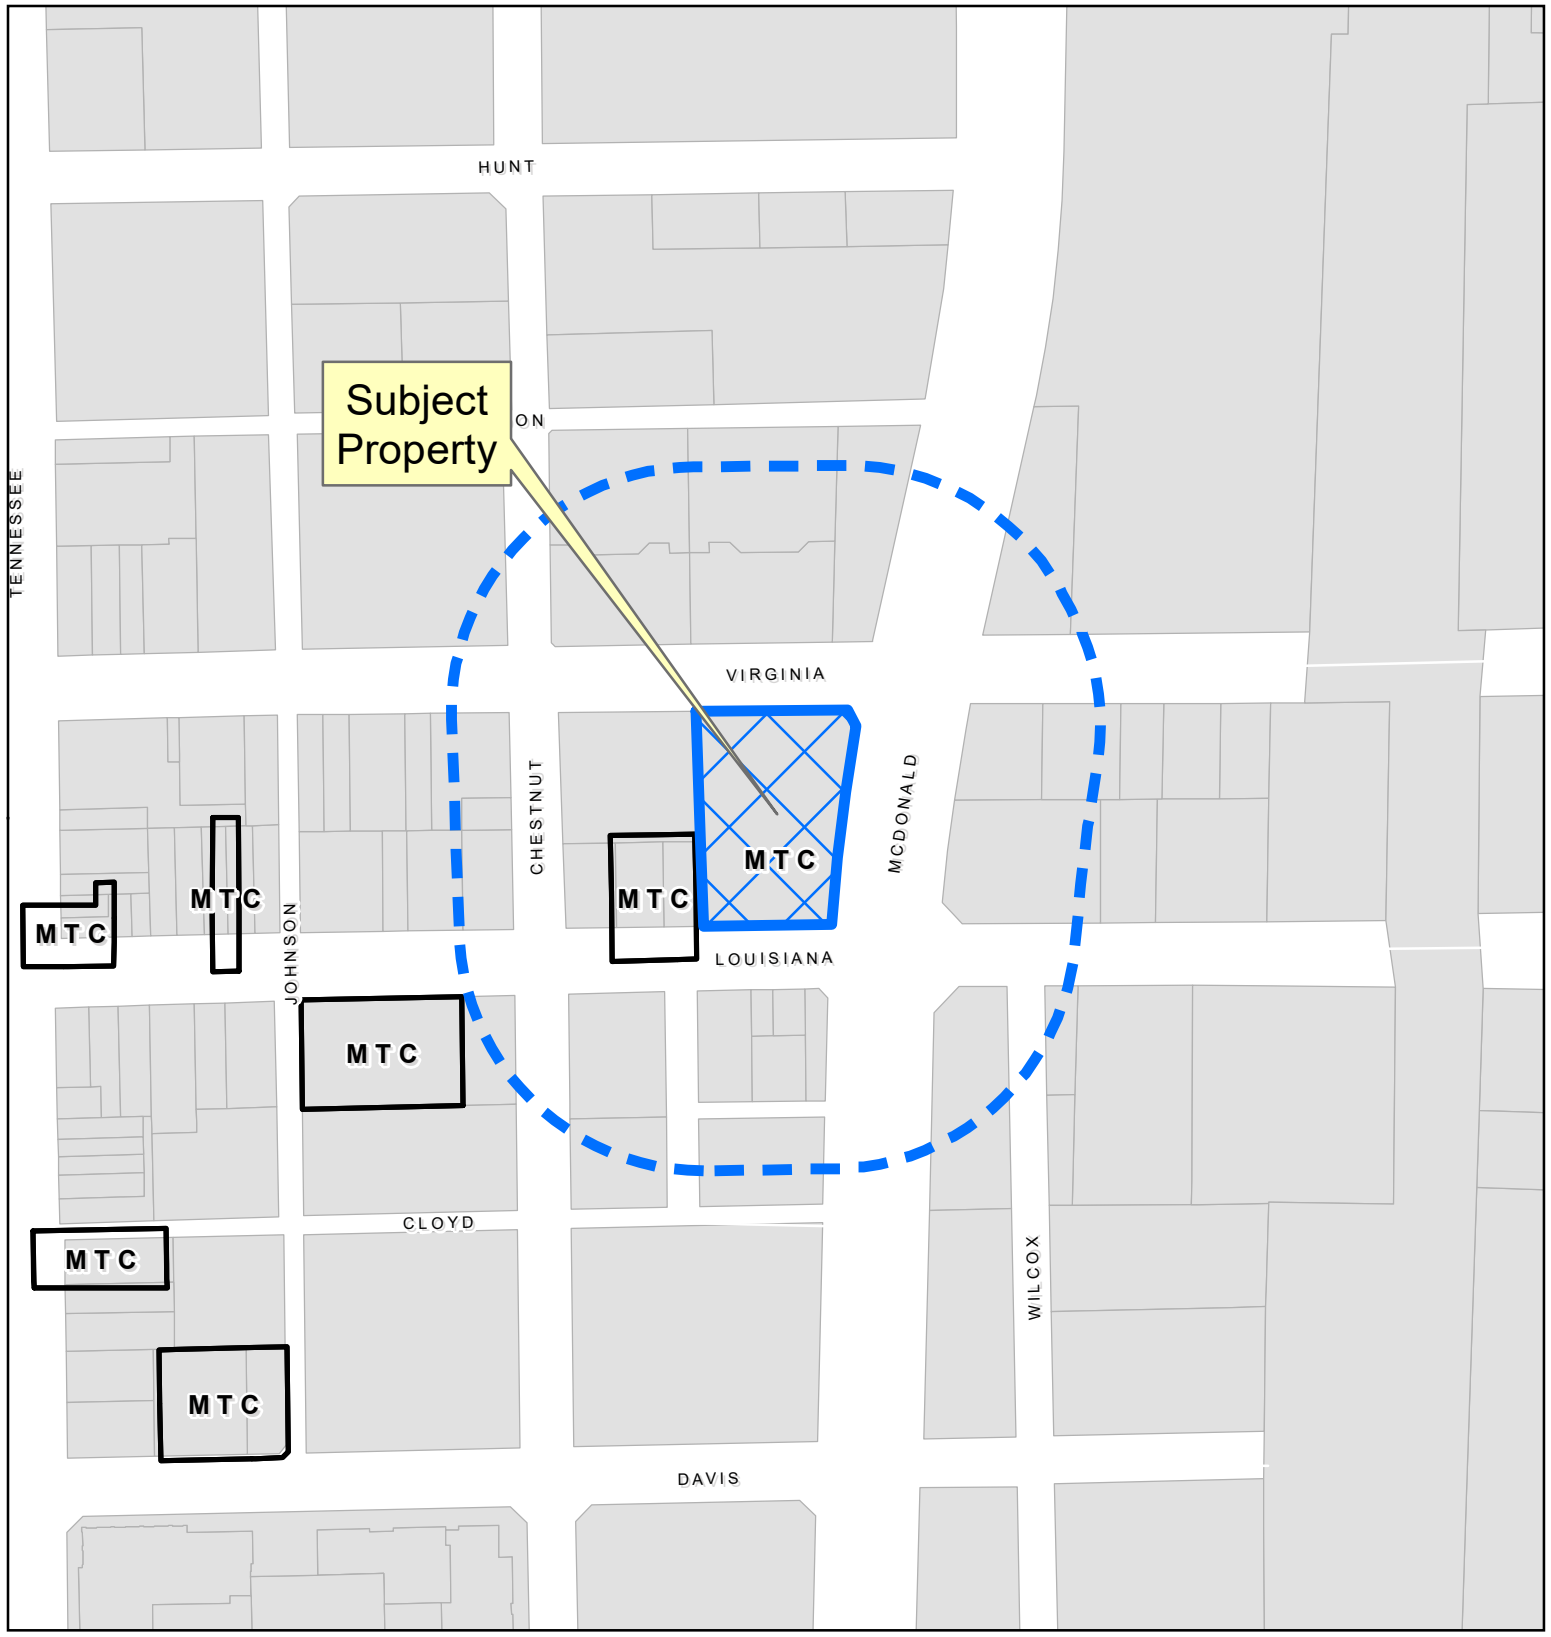 HUNT
Subject
Property
ON
TENNESSEE
VIRGINIA
CHESTNUT
MCDONALD
MTC
MTC
MTC
MTC
JOHNSON
LOUISIANA
MTC
CLOYD
MTC
WILCOX
MTC
DAVIS